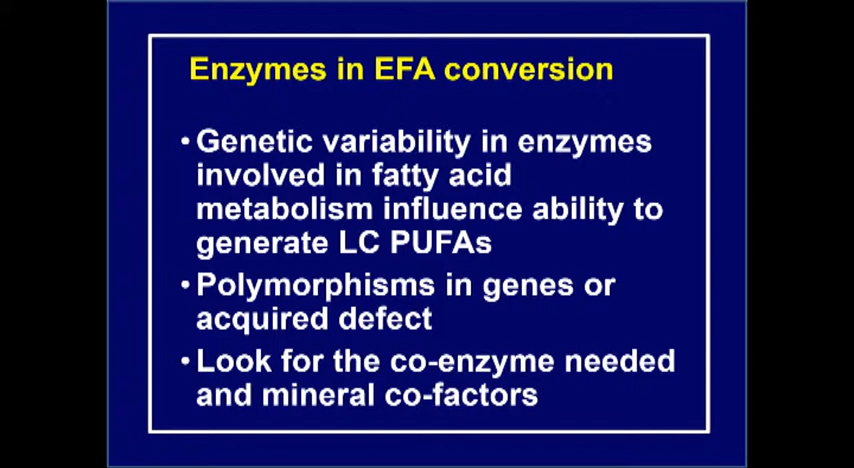 Enzymes in EFA conversion
• Genetic variability in enzymes
involved in fatty acid
metabolism influence ability to
generate LC PUFAs
• Polymorphisms in genes or
acquired defect
• Look for the co-enzyme needed
and mineral co-factors